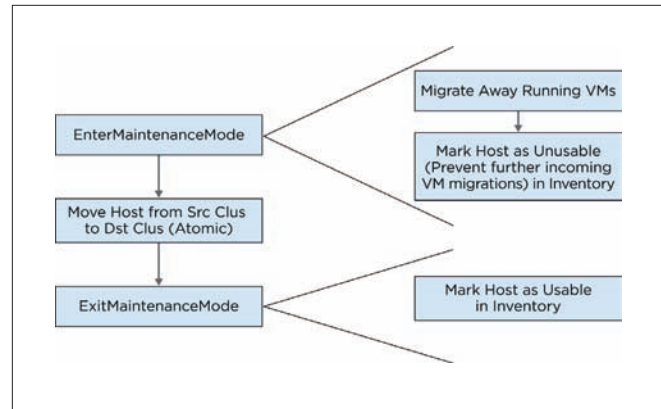 EnterMaintenanceMode
Move Host from Src Clus
to Dst Clus (Atomic)
ExitMaintenanceMode
Migrate Away Running VMs
Mark Host as Unusable
(Prevent further incoming
VM migrations) in Inventory
Mark Host as Usable
in Inventory